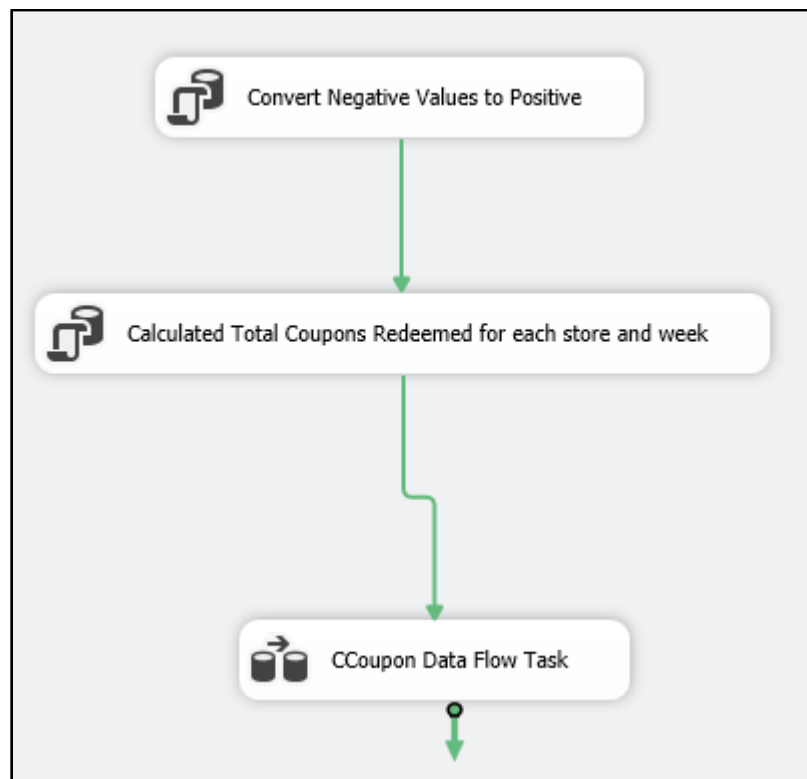 Convert Negative Values to Positive
Calculated Total Coupons Redeemed for each store and week
CCoupon Data Flow Task